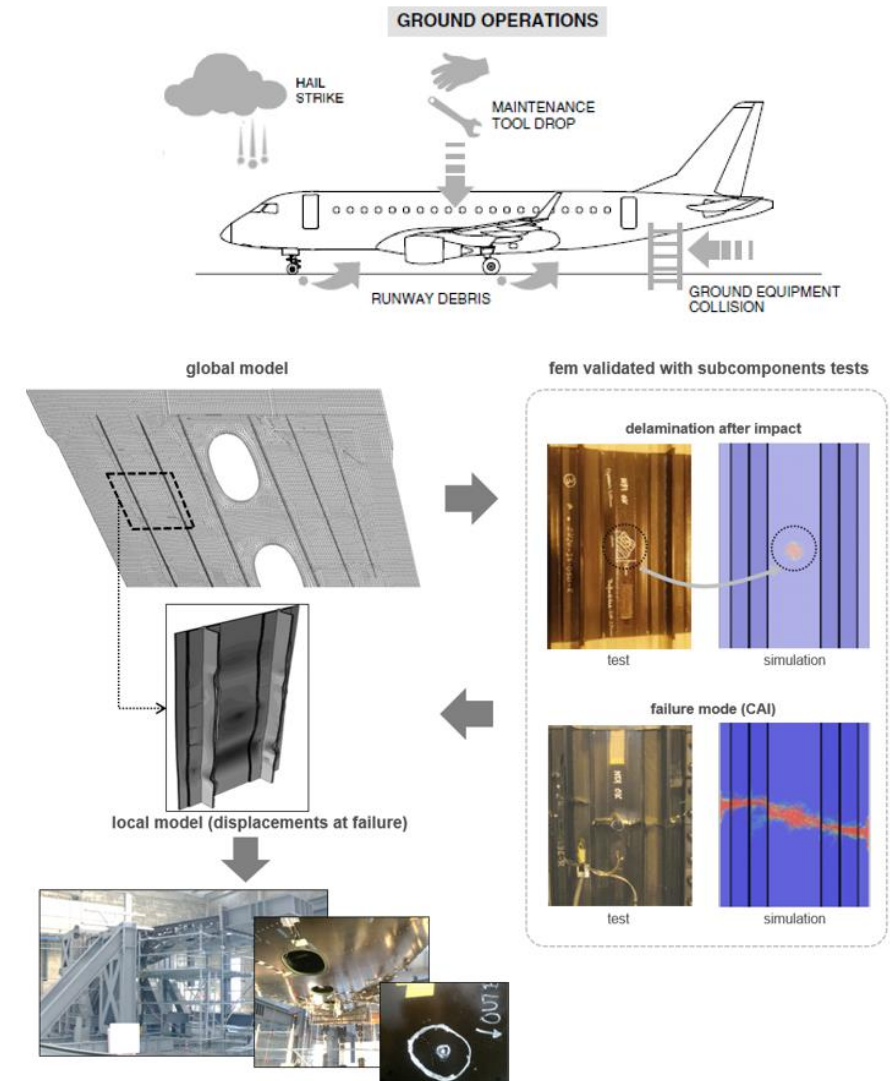 GROUND OPERATIONS
HAIL
STRIKE
MAINTENANCE
TOOL DROP
RUNWAY DEBRIS
GROUND EQUIPMENT
COLLISION
global model
fem validated with subcomponents tests
delamination after impact
test
simulation
failure mode (CAI)
test
simulation
local model (displacements at failure)